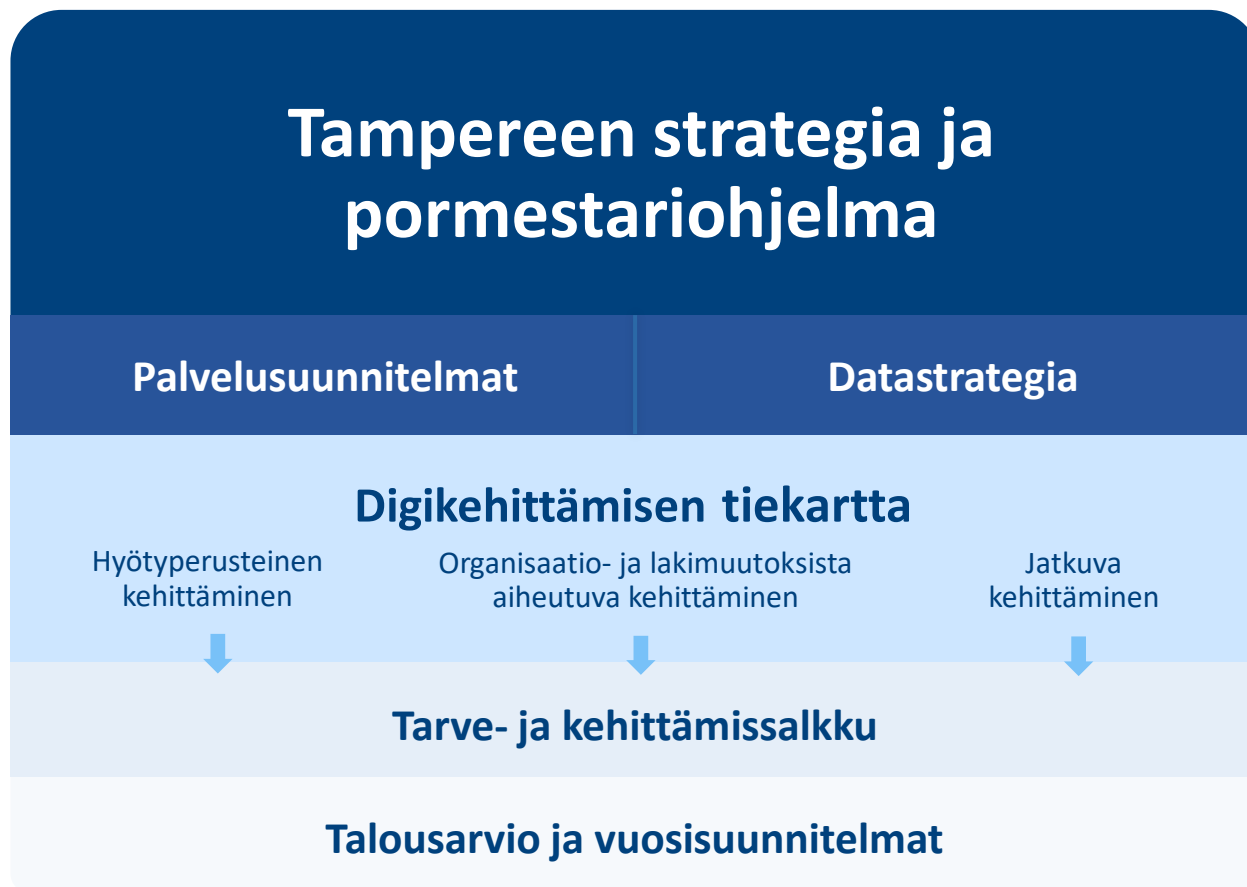 Tampereen strategia ja
pormestariohjelma
Palvelusuunnitelmat
Datastrategia
Digikehittämisen tiekartta
Hyötyperusteinen
kehittäminen
Organisaatio- ja lakimuutoksista
aiheutuva kehittäminen
Jatkuva
kehittäminen
Tarve- ja kehittämissalkku
Talousarvio ja vuosisuunnitelmat